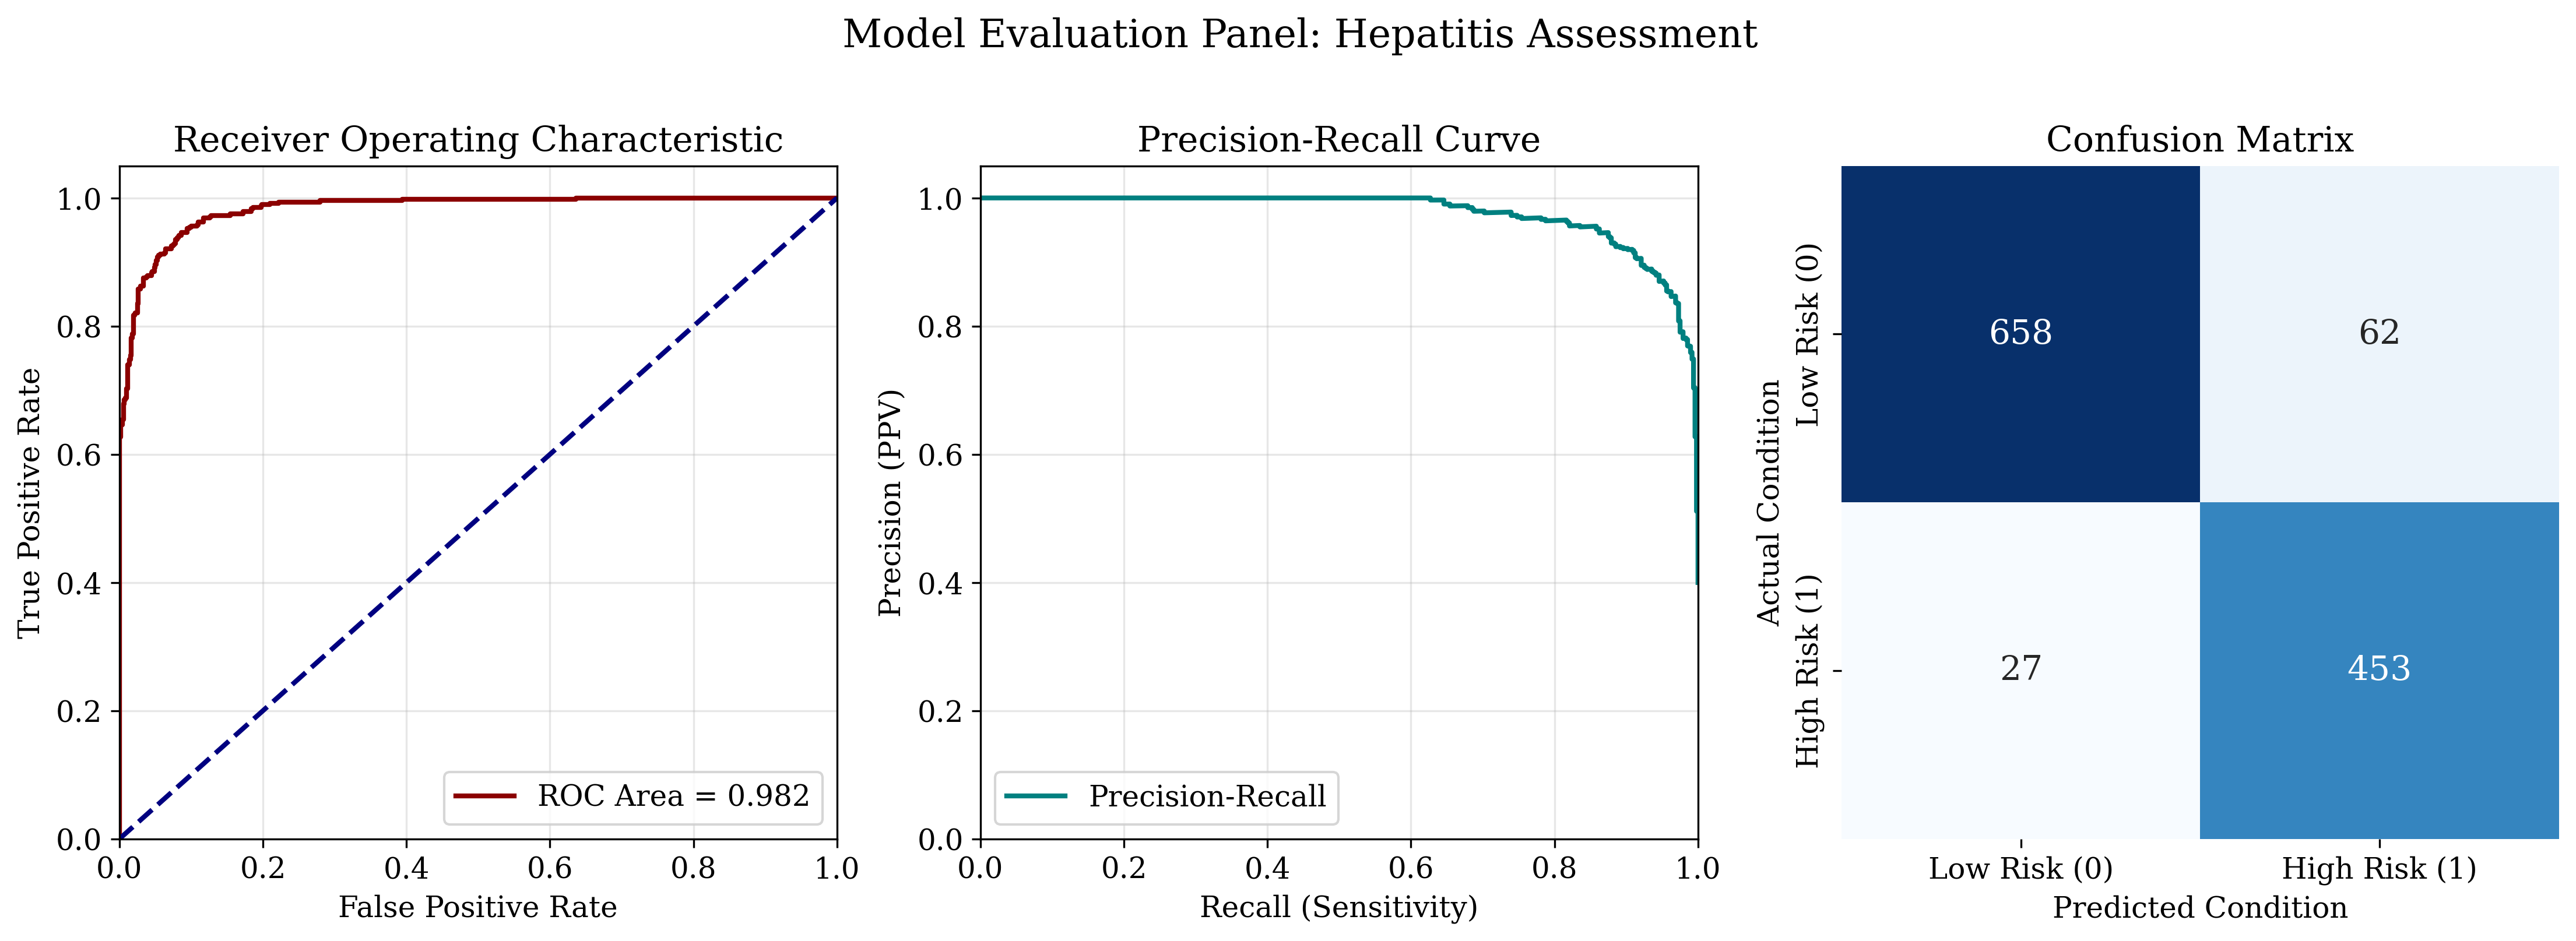 Model Evaluation Panel: Hepatitis Assessment
Receiver Operating Characteristic
True Positive Rate
1.0
0.8
0.6
0.4
0.2
0.0
0.0 0.2 0.4 0.6 0.8 1.0
False Positive Rate
ROC Area = 0.982
Precision-Recall Curve
Precision (PPV)
1.0
0.8
0.6
0.4
0.2
0.0
0.0 0.2 0.4 0.6 0.8 1.0
Recall (Sensitivity)
Precision-Recall
Confusion Matrix
Actual Condition
Low Risk (0)
High Risk (1)
658 62
27 453
Low Risk (0) High Risk (1)
Predicted Condition